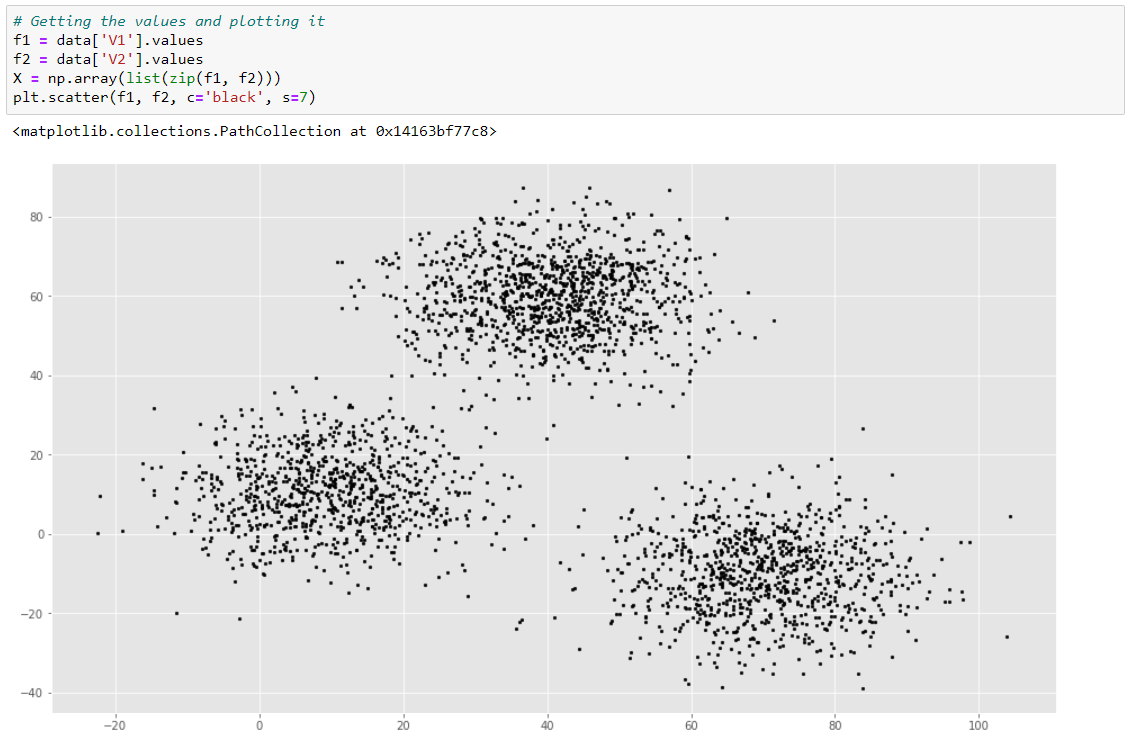 # Getting the values and plotting it
f1 = data['V1'].values
f2 = data['V2'].values
X = np.array(list(zip(f1, f2)))
plt.scatter(f1, f2, c='black', s=7)
<matplotlib.collections.PathCollection at 0x14163bf77c8>
80
60
40
20
0
−20
−40
−20 0 20 40 60 80 100